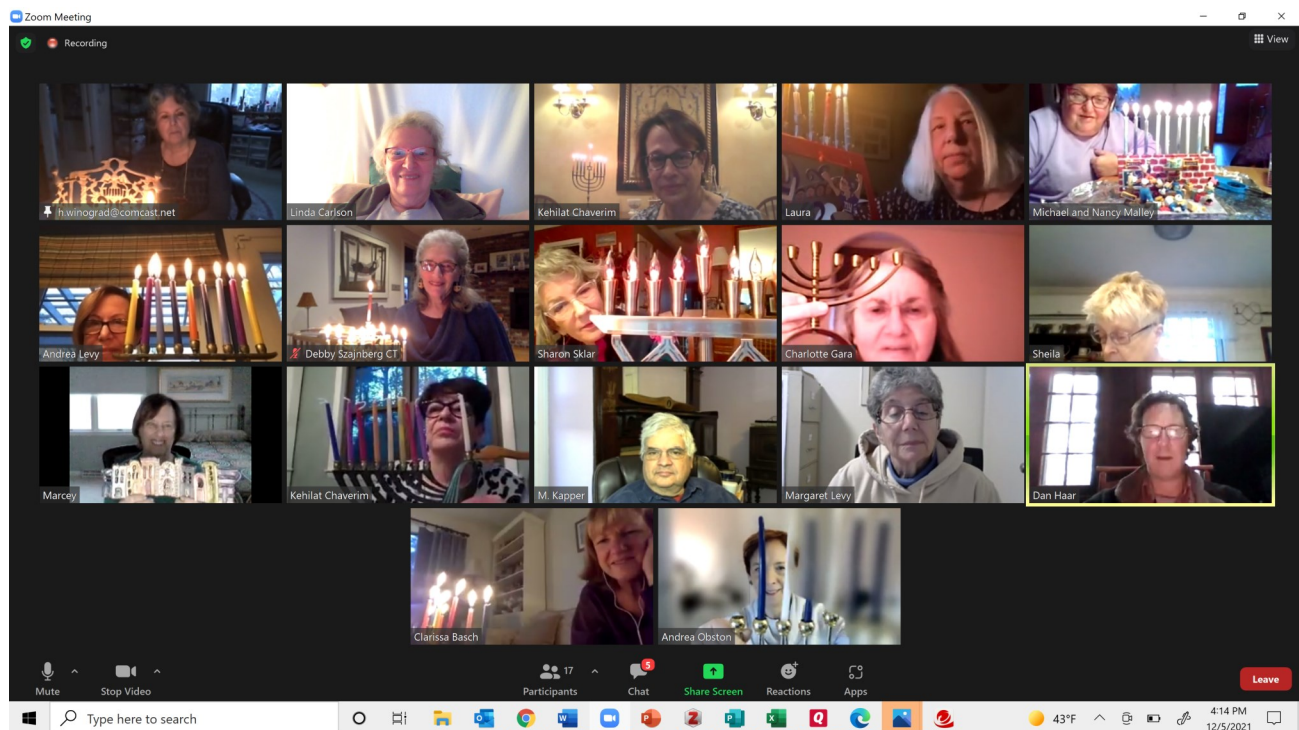 Zoom Meeting
Recording
View
h.winograd@comcast.net
Linda Carlson
Kehilat Chaverim
Laura
Michael and Nancy Malley
Andrea Levy
Debby Szajnberg CT
Sharon Sklar
Charlotte Gara
Sheila
Marcey
Kehilat Chaverim
M. Kapper
Margaret Levy
Dan Haar
Clarissa Basch
Andrea Obston
Mute
Stop Video
Participants
17
Chat
5
Share Screen
Reactions
Apps
Leave
Type here to search
43°F
4:14 PM
12/5/2021